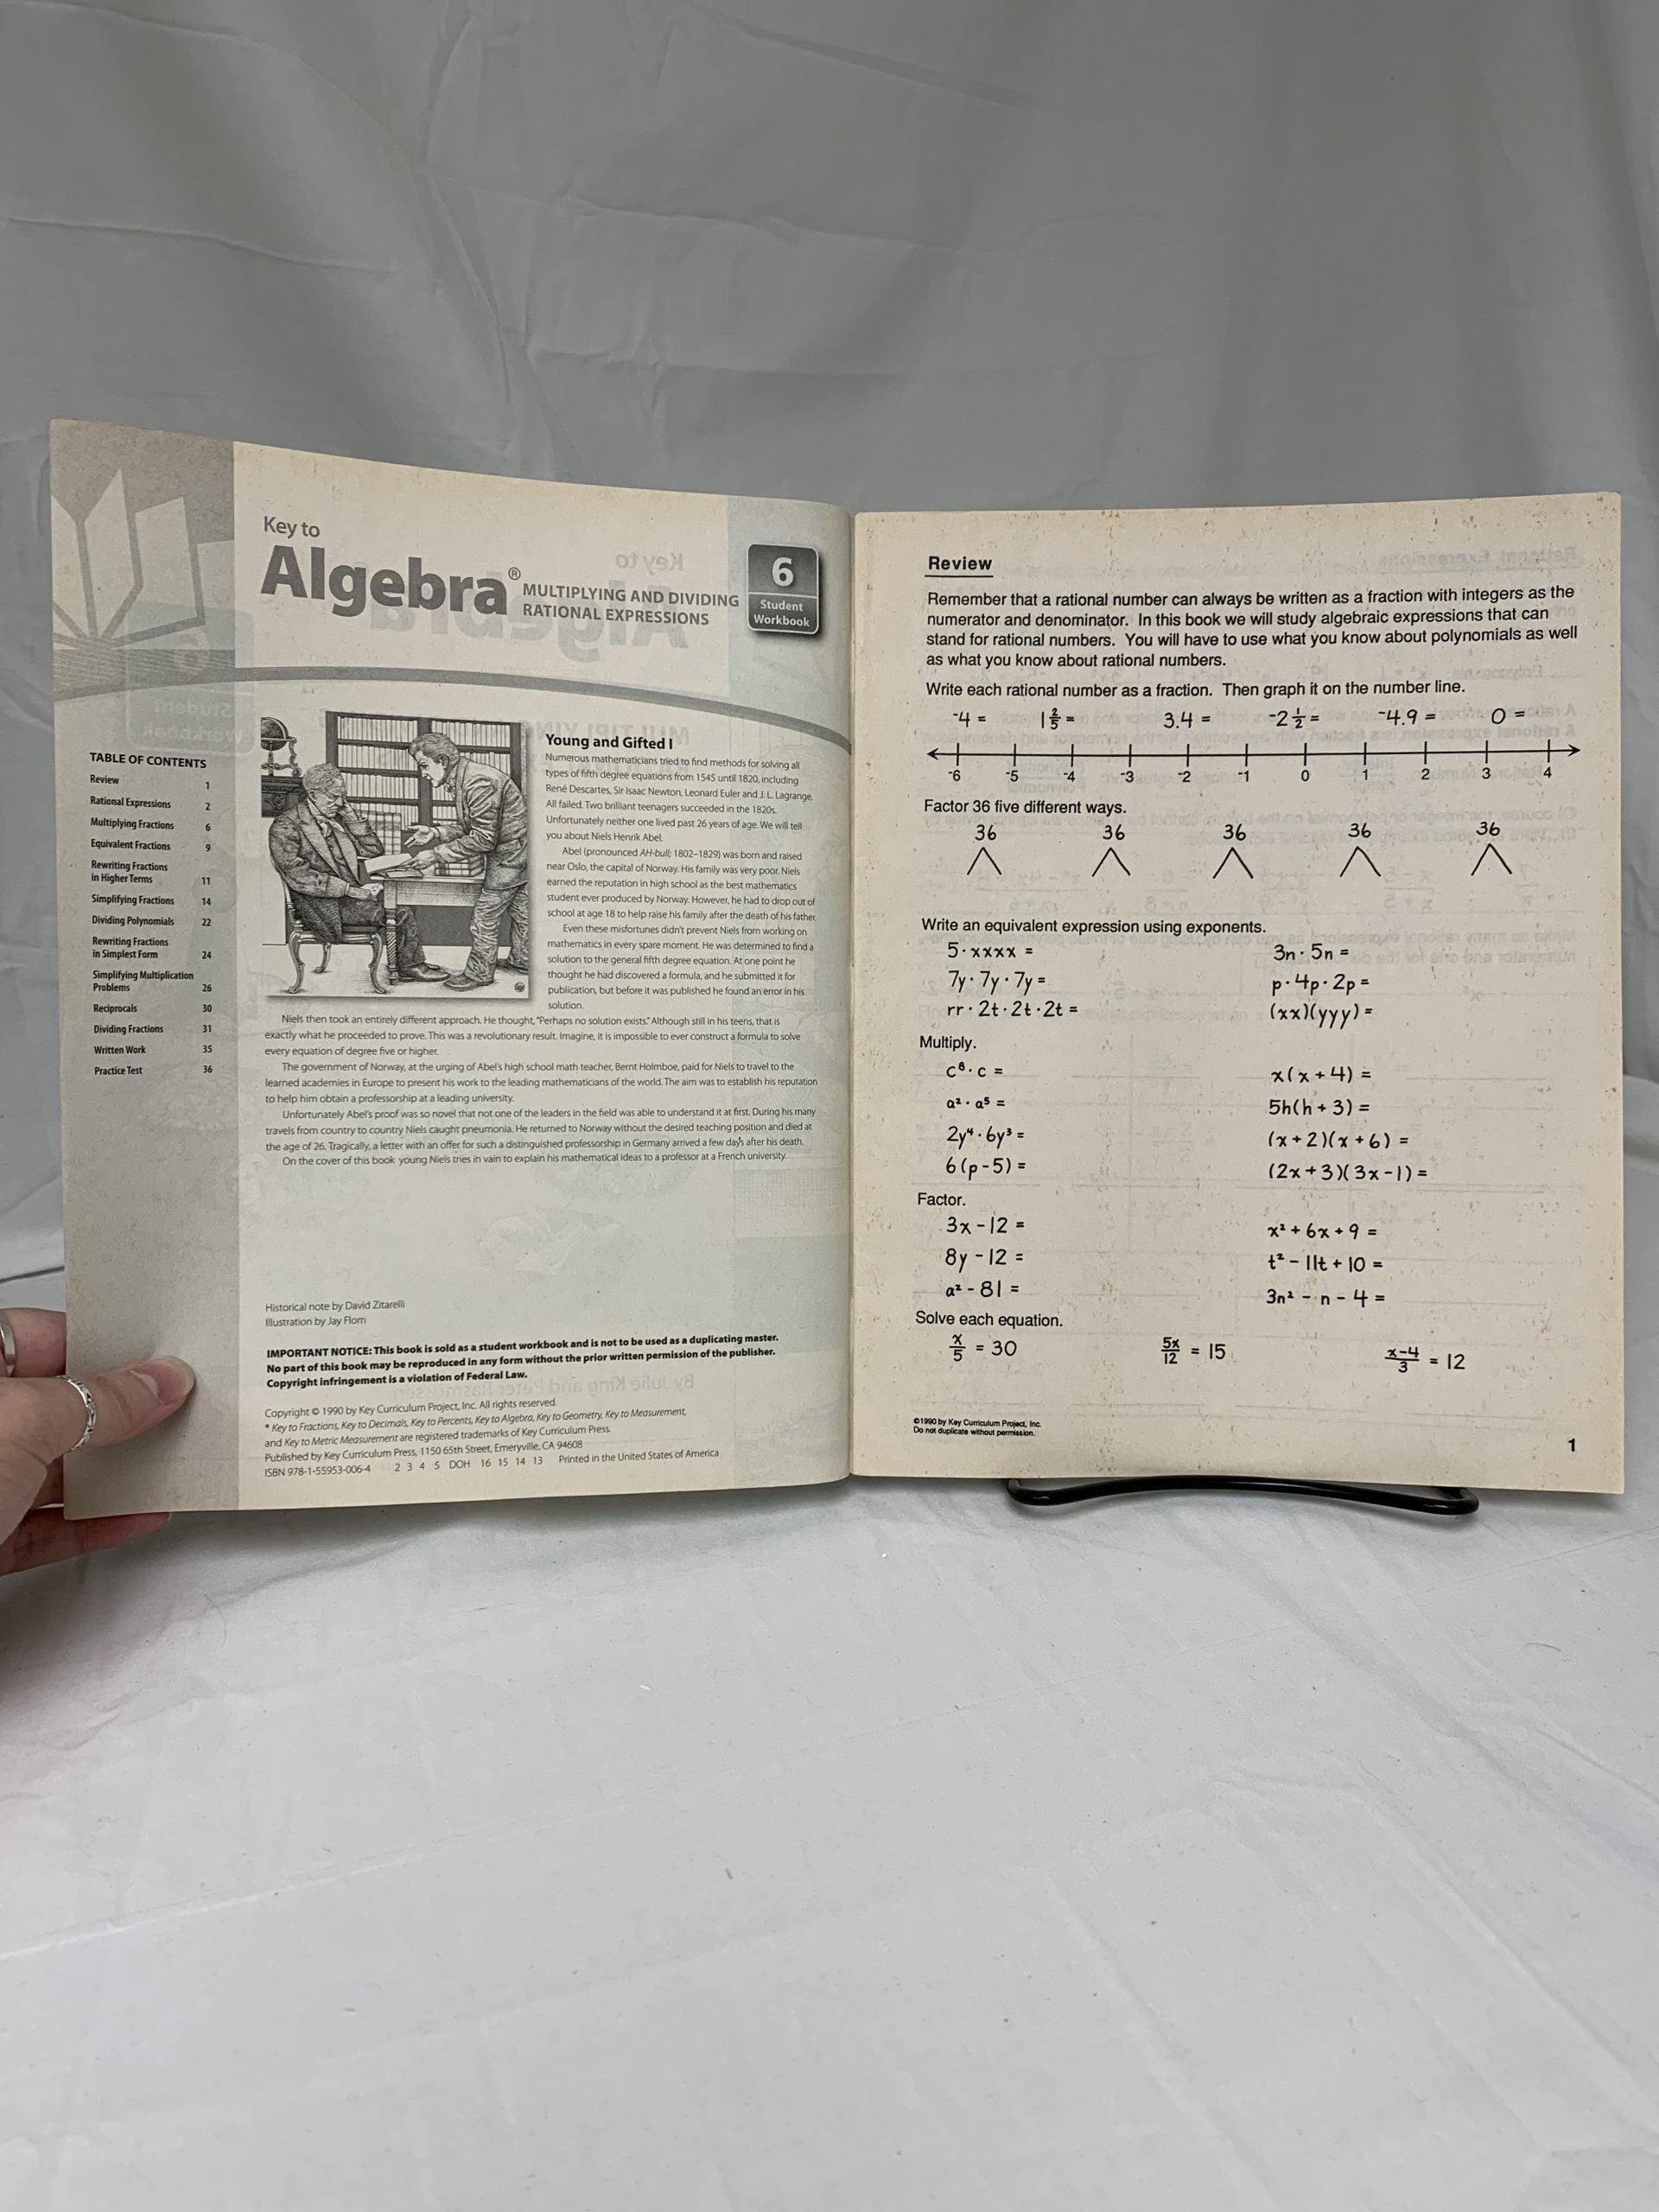 Key to
Algebra®
MULTIPLYING AND DIVIDING
RATIONAL EXPRESSIONS
6
Student
Workbook
TABLE OF CONTENTS
Review 1
Rational Expressions 2
Multiplying Fractions 6
Equivalent Fractions 9
Rewriting Fractions
in Higher Terms 11
Simplifying Fractions 14
Dividing Polynomials 22
Rewriting Fractions
in Simplest Form 24
Simplifying Multiplication
Problems 26
Reciprocals 30
Dividing Fractions 31
Written Work 35
Practice Test 36
Young and Gifted I
Numerous mathematicians tried to find methods for solving all
types of fifth degree equations from 1545 until 1820, including
René Descartes, Sir Isaac Newton, Leonard Euler and J. L. Lagrange.
All failed. Two brilliant teenagers succeeded in the 1820s.
Unfortunately neither one lived past 26 years of age. We will tell
you about Niels Henrik Abel.
Abel (pronounced AH-bull; 1802–1829) was born and raised
near Oslo, the capital of Norway. His family was very poor. Niels
earned the reputation in high school as the best mathematics
student ever produced by Norway. However, he had to drop out of
school at age 18 to help raise his family after the death of his father.
Even these misfortunes didn't prevent Niels from working on
mathematics in every spare moment. He was determined to find a
solution to the general fifth degree equation. At one point he
thought he had discovered a formula, and he submitted it for
publication, but before it was published he found an error in his
solution.
Niels then took an entirely different approach. He thought, "Perhaps no solution exists." Although still in his teens, that is
exactly what he proceeded to prove. This was a revolutionary result. Imagine, it is impossible to ever construct a formula to solve
every equation of degree five or higher.
The government of Norway, at the urging of Abel's high school math teacher, Bernt Holmboe, paid for Niels to travel to the
learned academies in Europe to present his work to the leading mathematicians of the world. The aim was to establish his reputation
to help him obtain a professorship at a leading university.
Unfortunately Abel's proof was so novel that not one of the leaders in the field was able to understand it at first. During his many
travels from country to country Niels caught pneumonia. He returned to Norway without the desired teaching position and died at
the age of 26. Tragically, a letter with an offer for such a distinguished professorship in Germany arrived a few days after his death.
On the cover of this book young Niels tries in vain to explain his mathematical ideas to a professor at a French university.
Historical note by David Zitarelli
Illustration by Jay Flom
IMPORTANT NOTICE: This book is sold as a student workbook and is not to be used as a duplicating master.
No part of this book may be reproduced in any form without the prior written permission of the publisher.
Copyright infringement is a violation of Federal Law.
Copyright © 1990 by Key Curriculum Project, Inc. All rights reserved.
® Key to Fractions, Key to Decimals, Key to Percents, Key to Algebra, Key to Geometry, Key to Measurement,
and Key to Metric Measurement are registered trademarks of Key Curriculum Press.
Published by Key Curriculum Press, 1150 65th Street, Emeryville, CA 94608
ISBN 978-1-55953-006-4 2 3 4 5 DOH 16 15 14 13 Printed in the United States of America
Review
Remember that a rational number can always be written as a fraction with integers as the
numerator and denominator. In this book we will study algebraic expressions that can
stand for rational numbers. You will have to use what you know about polynomials as well
as what you know about rational numbers.
Write each rational number as a fraction. Then graph it on the number line.
⁻4 = 1 2/5 = 3.4 = ⁻2 1/2 = ⁻4.9 = 0 =
⁻6 ⁻5 ⁻4 ⁻3 ⁻2 ⁻1 0 1 2 3 4
Factor 36 five different ways.
36 36 36 36 36
Write an equivalent expression using exponents.
5·xxxx = 3n·5n =
7y·7y·7y = p·4p·2p =
rr·2t·2t·2t = (xx)(yyy) =
Multiply.
c⁸·c = x(x + 4) =
a²·a⁵ = 5h(h + 3) =
2y⁴·6y³ = (x + 2)(x + 6) =
6(p - 5) = (2x + 3)(3x - 1) =
Factor.
3x - 12 = x² + 6x + 9 =
8y - 12 = t² - 11t + 10 =
a² - 81 = 3n² - n - 4 =
Solve each equation.
x/5 = 30 5x/12 = 15 x-4/3 = 12
©1990 by Key Curriculum Project, Inc.
Do not duplicate without permission.
1